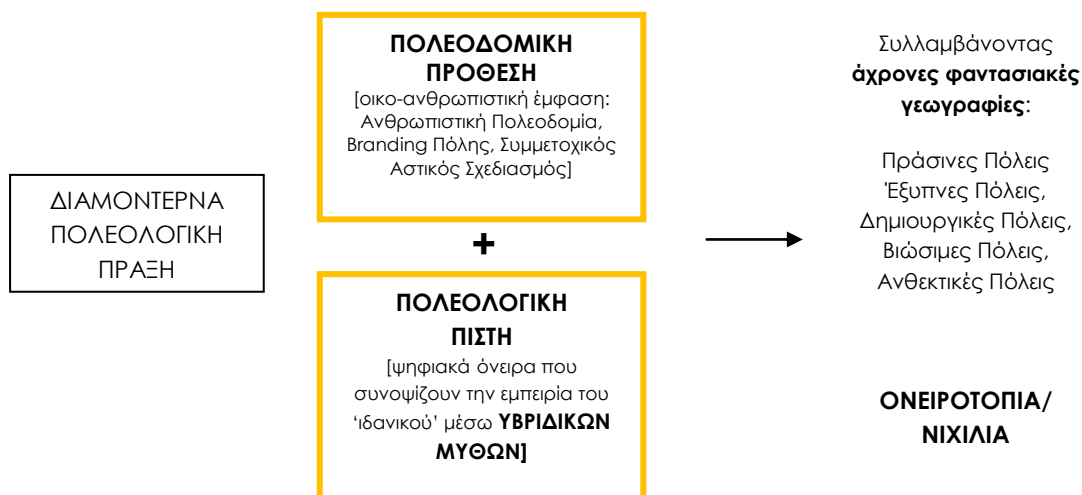 ΔΙΑΜΟΝΤΕΡΝΑ
ΠΟΛΕΟΛΟΓΙΚΗ
ΠΡΑΞΗ
ΠΟΛΕΟΔΟΜΙΚΗ
ΠΡΟΘΕΣΗ
[οικο-ανθρωπιστική έμφαση:
Ανθρωπιστική Πολεοδομία,
Branding Πόλης, Συμμετοχικός
Αστικός Σχεδιασμός]
+
ΠΟΛΕΟΛΟΓΙΚΗ
ΠΙΣΤΗ
[ψηφιακά όνειρα που
συνοψίζουν την εμπειρία του
‘ιδανικού’ μέσω ΥΒΡΙΔΙΚΩΝ
ΜΥΘΩΝ]
Συλλαμβάνοντας
άχρονες φαντασιακές
γεωγραφίες:
Πράσινες Πόλεις
Έξυπνες Πόλεις,
Δημιουργικές Πόλεις,
Βιώσιμες Πόλεις,
Ανθεκτικές Πόλεις
ΟΝΕΙΡΟΤΟΠΙΑ/
ΝΙΧΙΛΙΑ